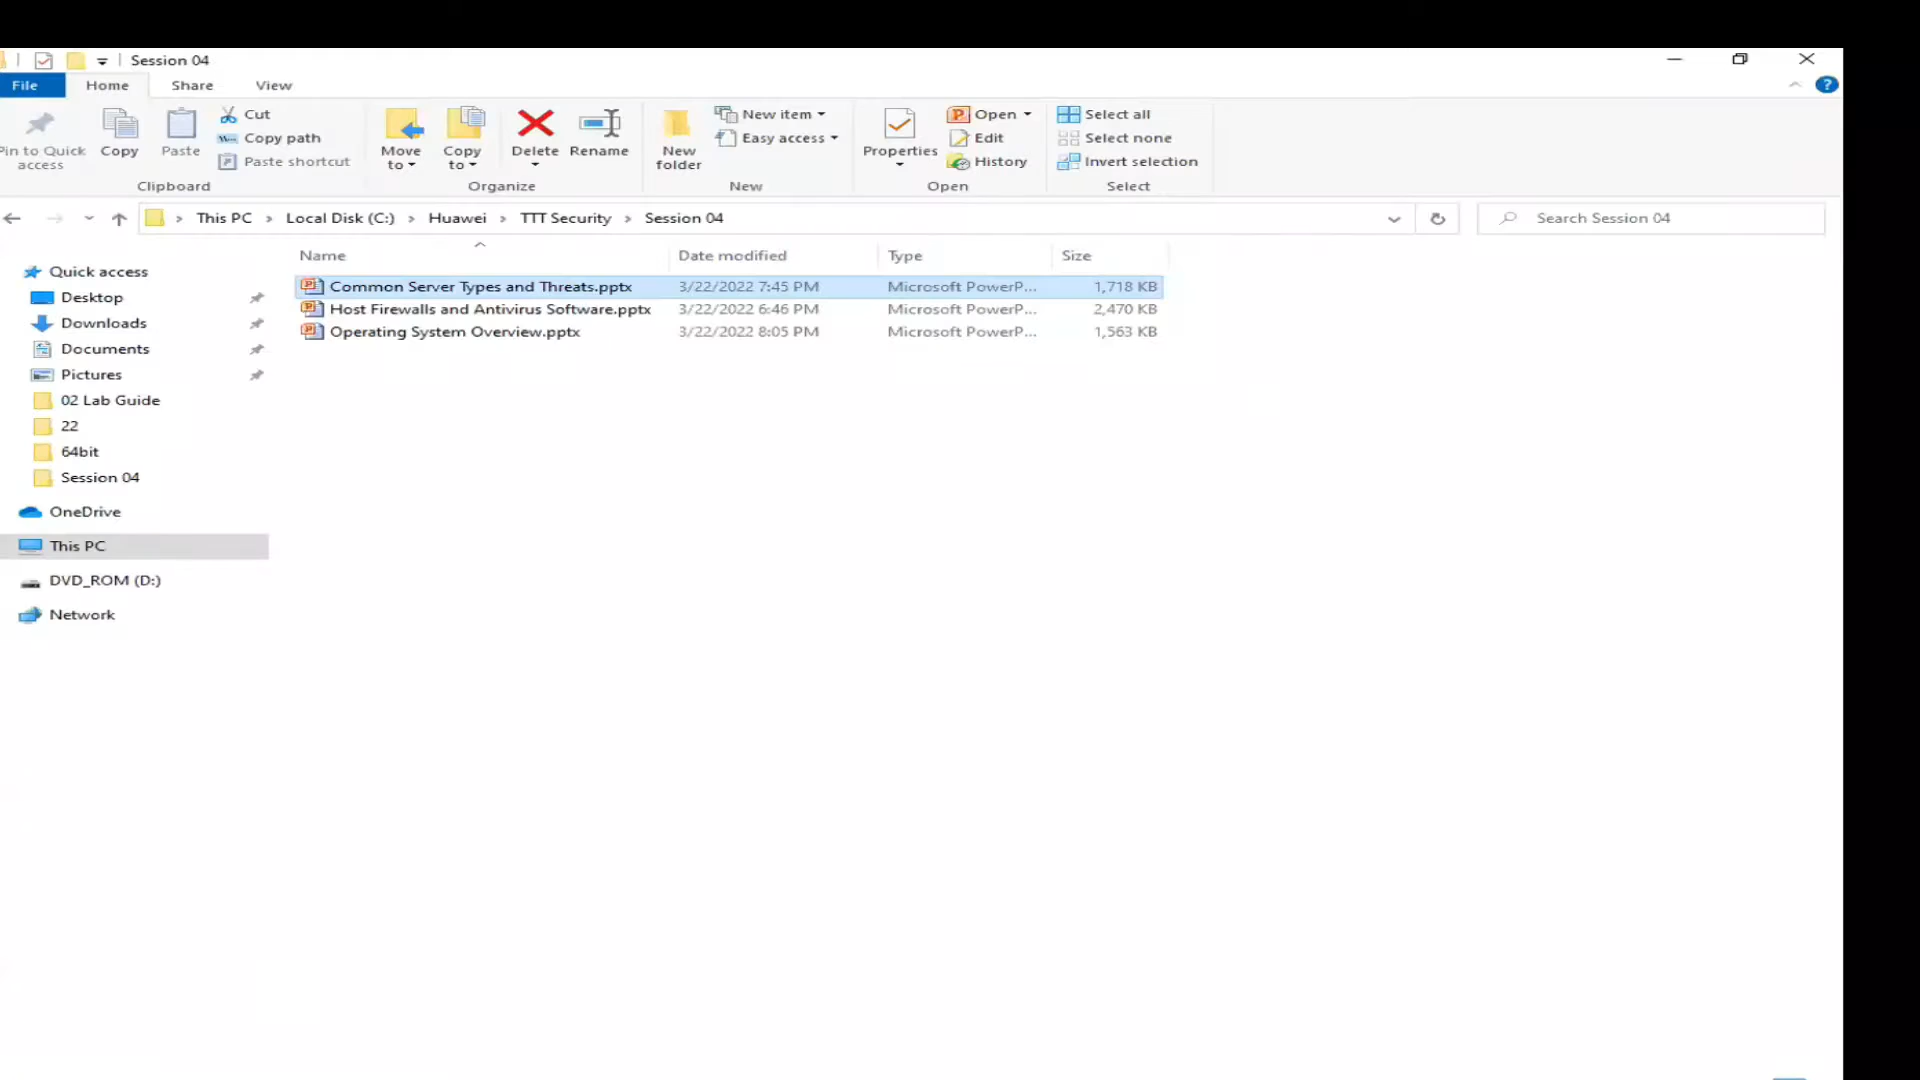 Session 04
File Home Share View
Pin to Quick access
Copy
Paste
Cut
Copy path
Paste shortcut
Clipboard
Move to
Copy to
Delete
Rename
Organize
New folder
New item
Easy access
New
Properties
Open
Edit
History
Open
Select all
Select none
Invert selection
Select
This PC > Local Disk (C:) > Huawei > TTT Security > Session 04
Search Session 04
Name Date modified Type Size
Common Server Types and Threats.pptx 3/22/2022 7:45 PM Microsoft PowerP... 1,718 KB
Host Firewalls and Antivirus Software.pptx 3/22/2022 6:46 PM Microsoft PowerP... 2,470 KB
Operating System Overview.pptx 3/22/2022 8:05 PM Microsoft PowerP... 1,563 KB
Quick access
Desktop
Downloads
Documents
Pictures
02 Lab Guide
22
64bit
Session 04
OneDrive
This PC
DVD_ROM (D:)
Network